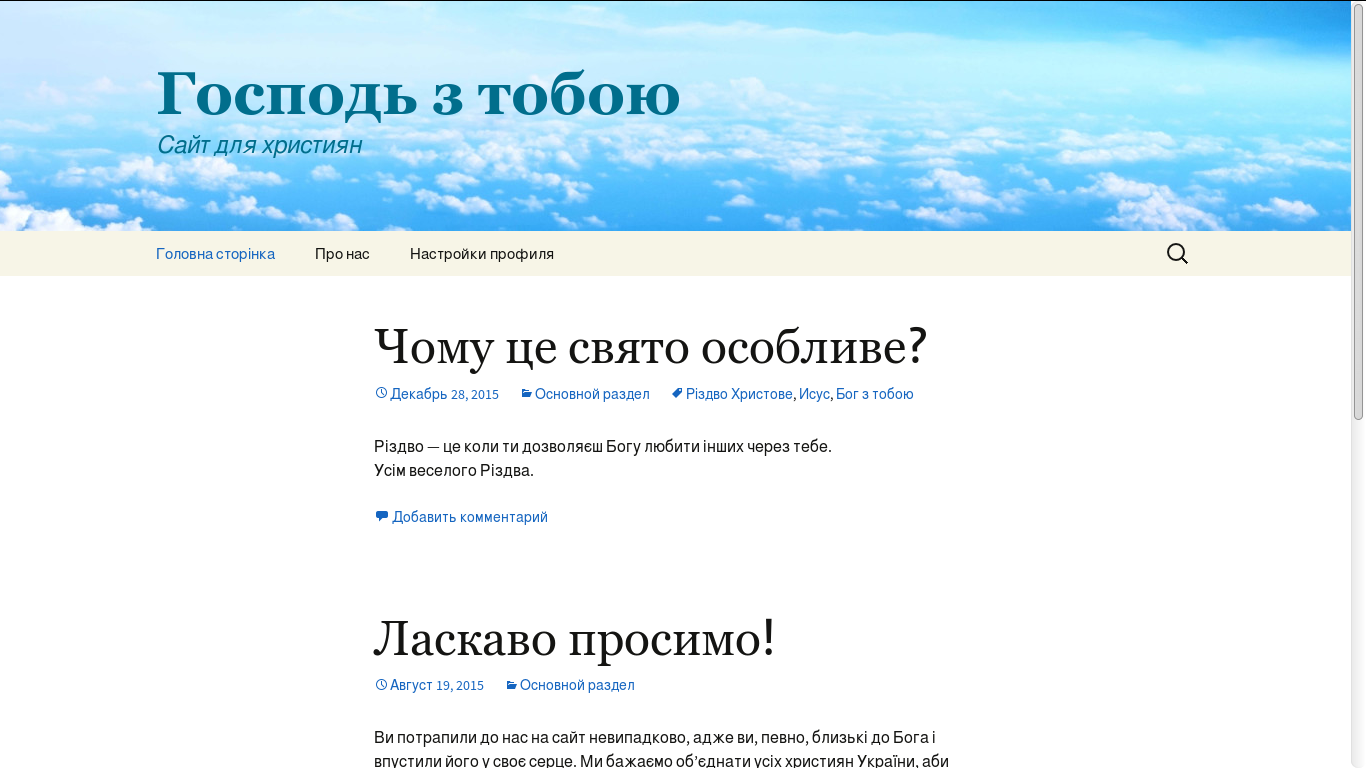 Господь з тобою
Сайт для християн
Головна сторінка Про нас Настройки профиля
Чому це свято особливе?
Декабрь 28, 2015 Основной раздел Різдво Христове, Исус, Бог з тобою
Різдво — це коли ти дозволяєш Богу любити інших через тебе.
Усім веселого Різдва.
Добавить комментарий
Ласкаво просимо!
Август 19, 2015 Основной раздел
Ви потрапили до нас на сайт невипадково, адже ви, певно, близькі до Бога і
впустили його у своє серце. Ми бажаємо об’єднати усіх християн України, аби